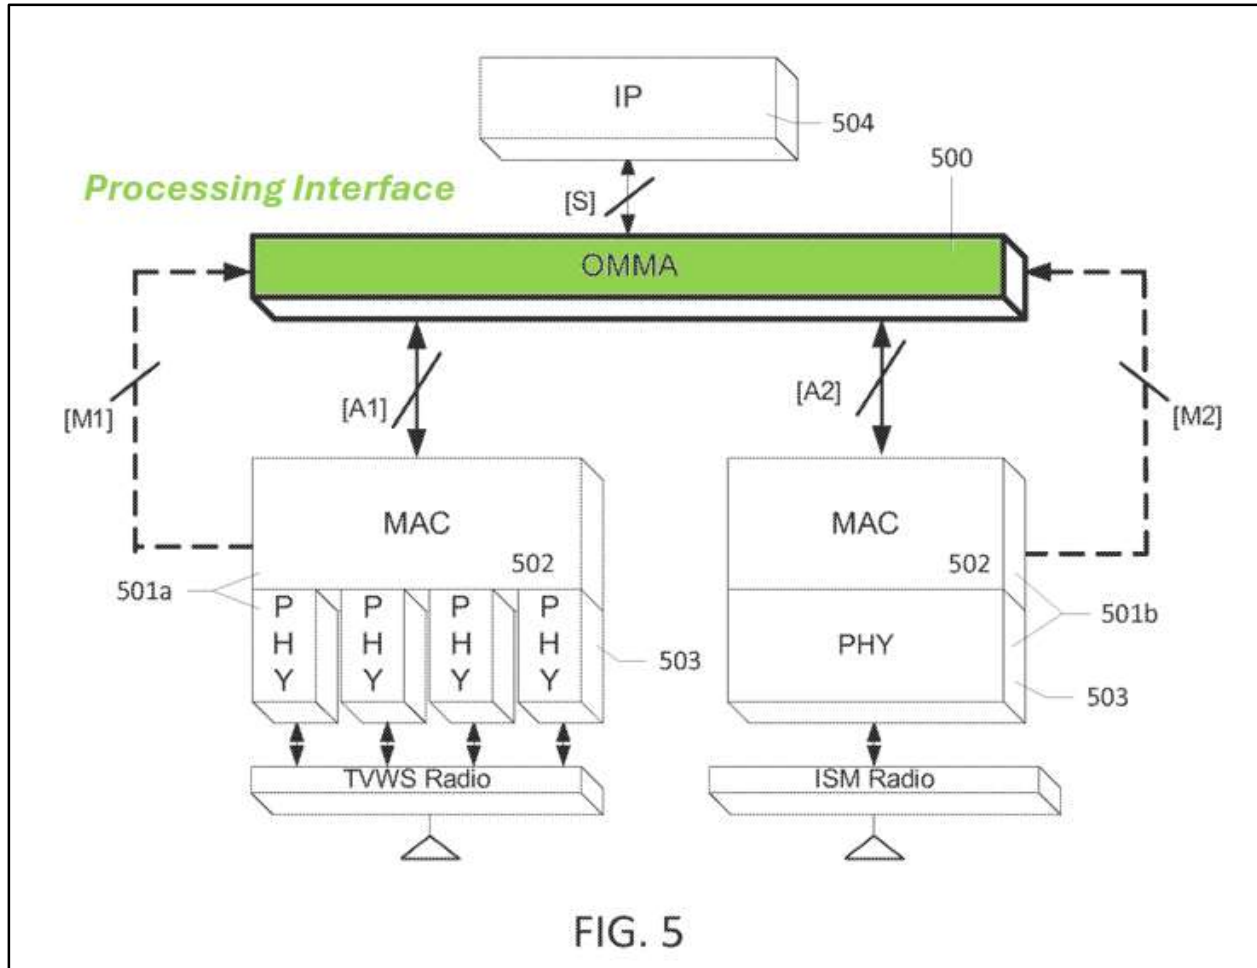 IP
504
500
Processing Interface
[S]
OMMA
[M1]
[A1]
[A2]
[M2]
MAC
MAC
502
502
501a
501b
P H Y
P H Y
P H Y
P H Y
PHY
503
503
TVWS Radio
ISM Radio
FIG. 5